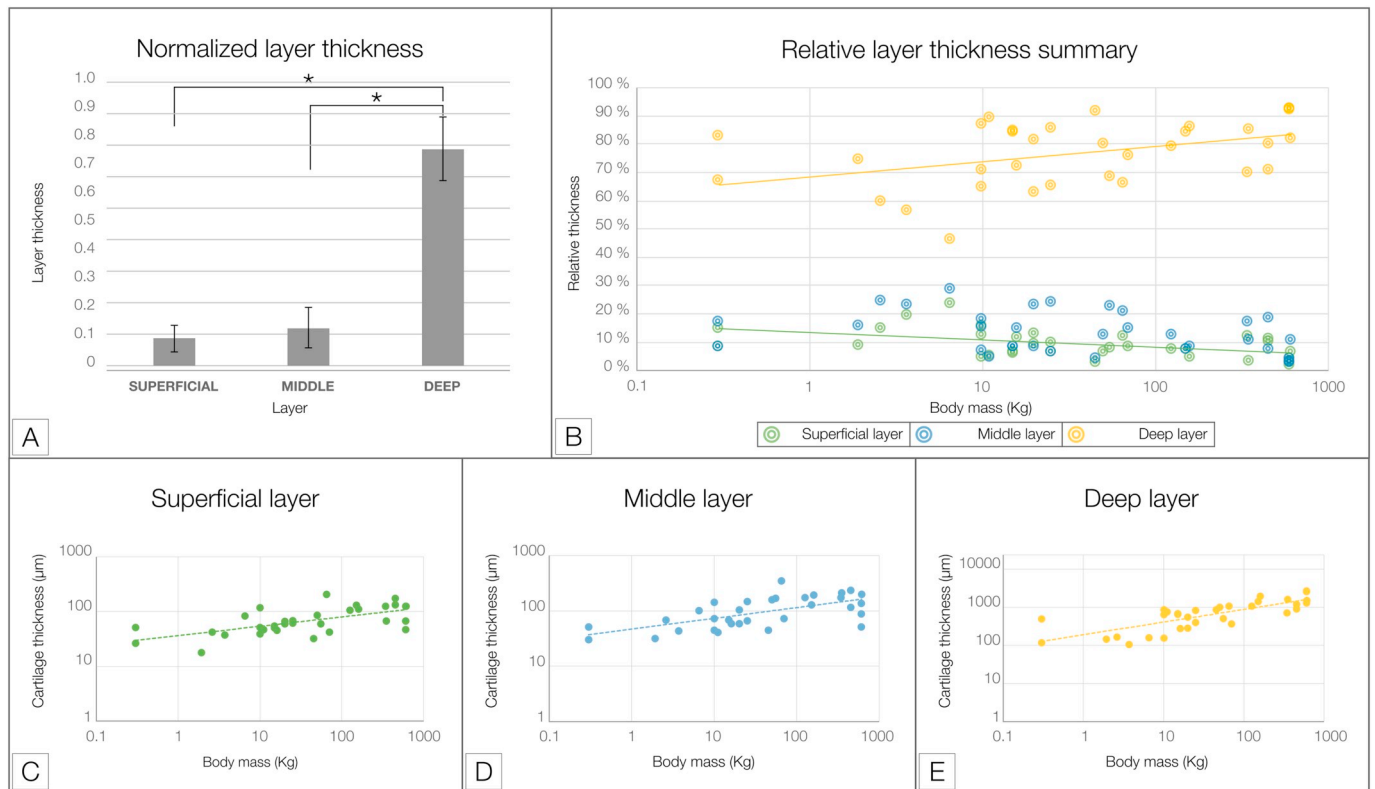 Normalized layer thickness
1.0
0.9
0.8
0.7
0.6
0.5
0.4
0.3
0.2
0.1
0
Layer thickness
*
*
SUPERFICIAL MIDDLE DEEP
Layer
A
Relative layer thickness summary
100 %
90 %
80 %
70 %
60 %
50 %
40 %
30 %
20 %
10 %
0 %
Relative thickness
0.1 1 10 100 1000
Body mass (Kg)
Superficial layer Middle layer Deep layer
B
Superficial layer
1000
100
10
1
Cartilage thickness (μm)
0.1 1 10 100 1000
Body mass (Kg)
C
Middle layer
1000
100
10
1
Cartilage thickness (μm)
0.1 1 10 100 1000
Body mass (Kg)
D
Deep layer
10000
1000
100
10
1
Cartilage thickness (μm)
0.1 1 10 100 1000
Body mass (Kg)
E